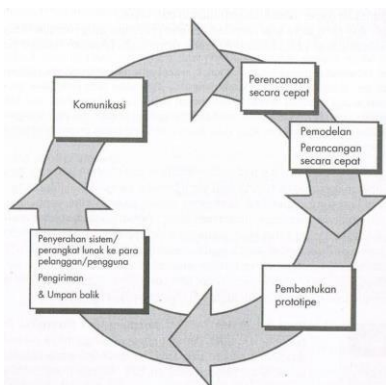 Komunikasi
Perencanaan
secara cepat
Pemodelan
Perancangan
secara cepat
Pembentukan
prototipe
Penyerahan sistem/
perangkat lunak ke para
pelanggan/pengguna
Pengiriman
& Umpan balik